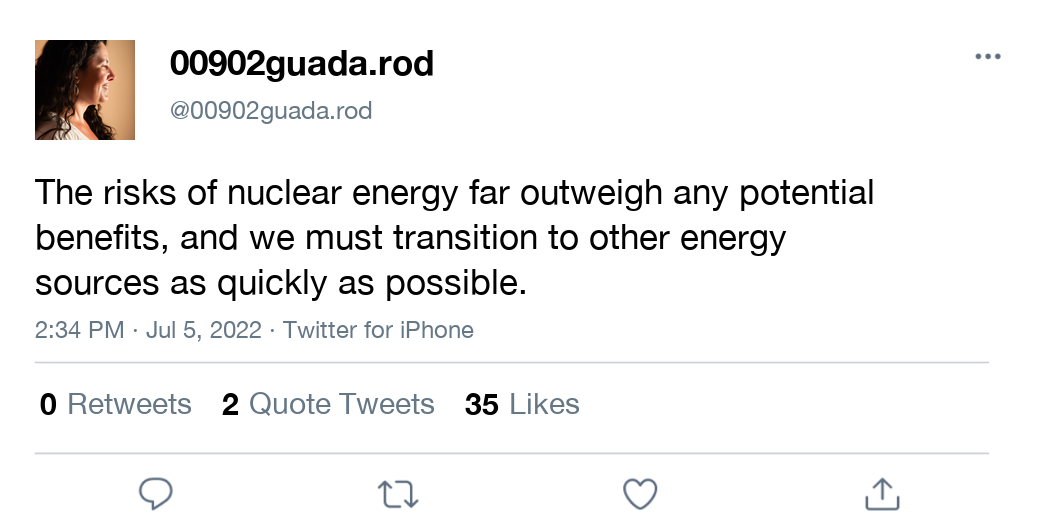 00902guada.rod
@00902guada.rod
The risks of nuclear energy far outweigh any potential
benefits, and we must transition to other energy
sources as quickly as possible.
2:34 PM · Jul 5, 2022 · Twitter for iPhone
0 Retweets 2 Quote Tweets 35 Likes